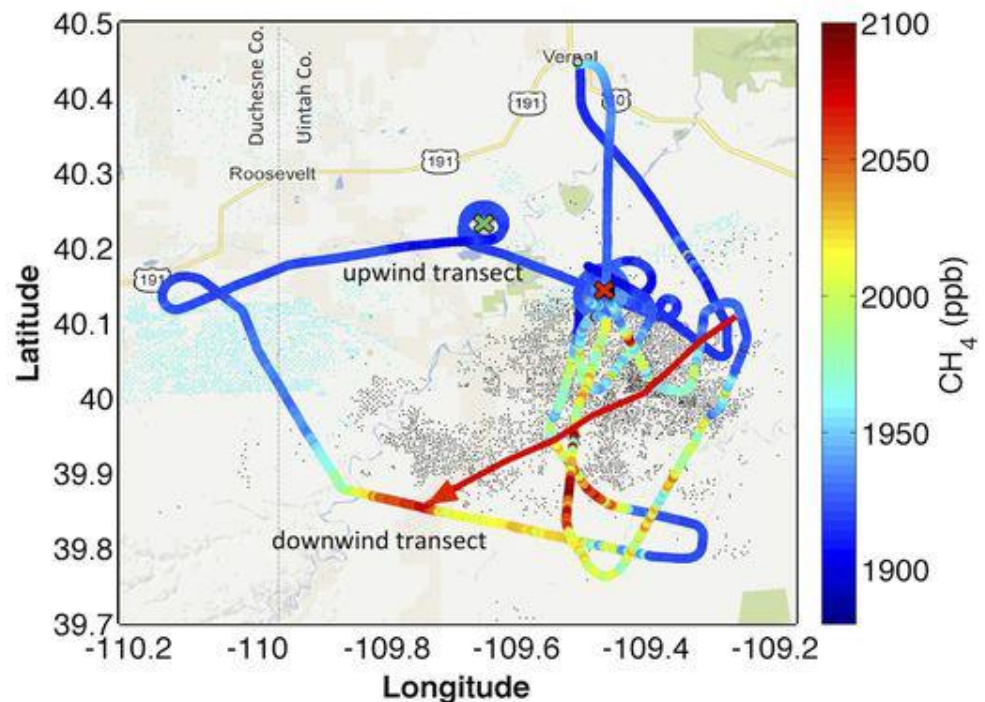 40.5
40.4
40.3
40.2
40.1
40
39.9
39.8
39.7
Latitude
-110.2
-110
-109.8
-109.6
-109.4
-109.2
Longitude
Duchesne Co.
Uintah Co.
Vernal
191
191
Roosevelt
191
upwind transect
downwind transect
2100
2050
2000
1950
1900
CH4 (ppb)